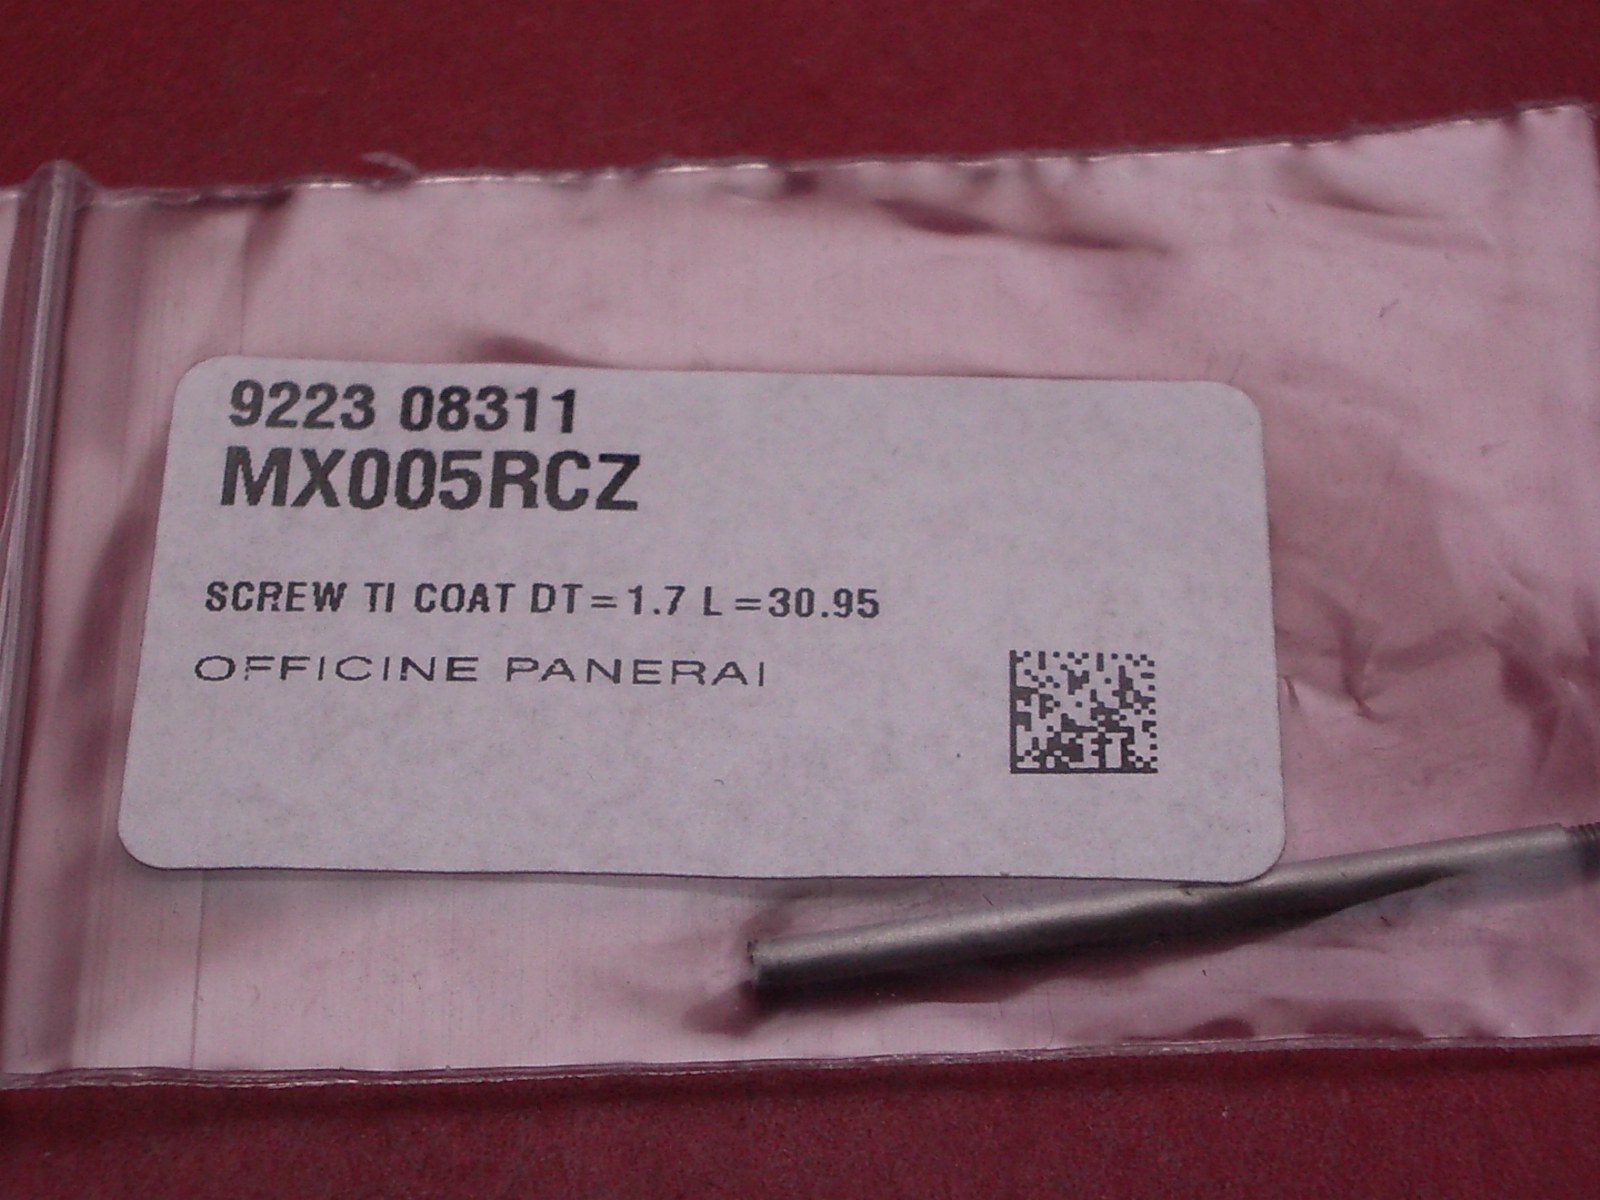 9223 08311
MX005RCZ
SCREW TI COAT DT=1.7 L=30.95
OFFICINE PANERAI